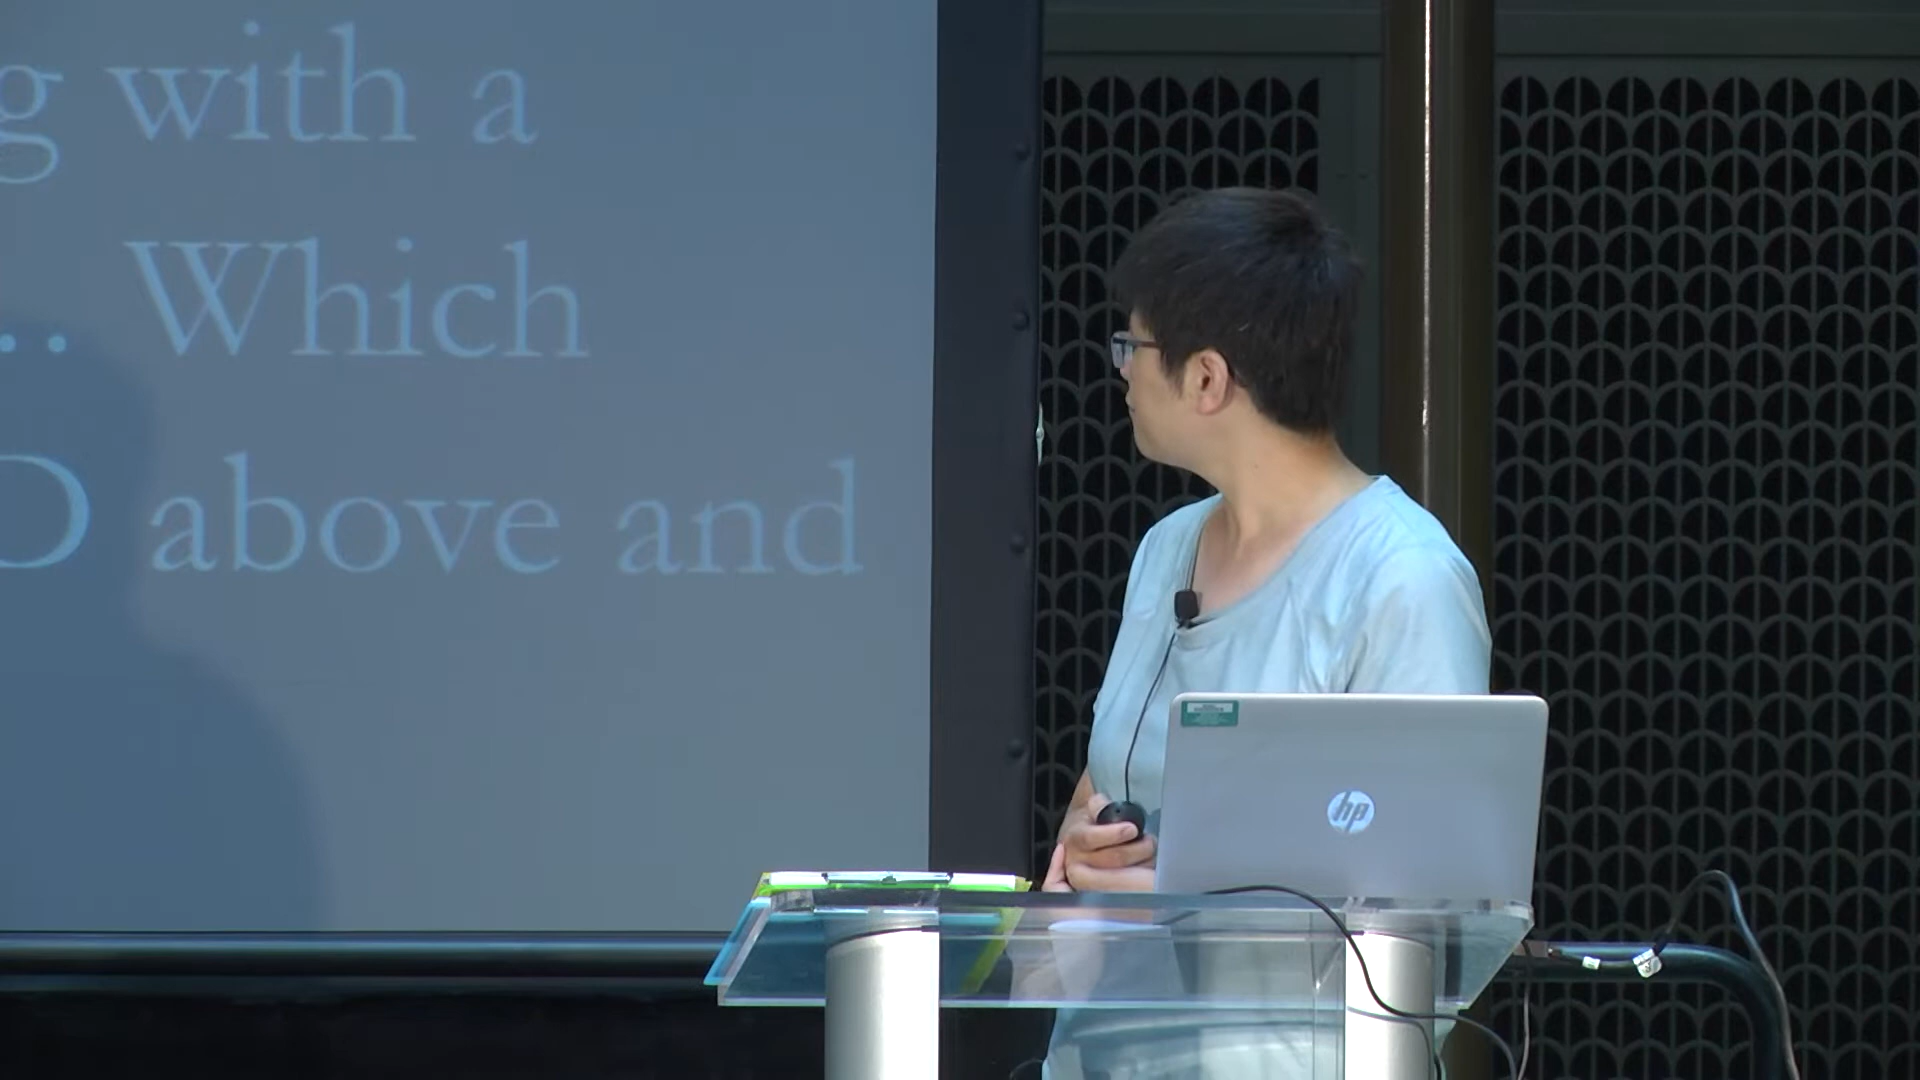 g with a
.. Which
D above and
hp